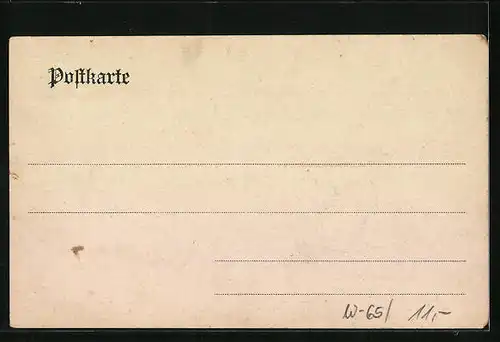 Postkarte
W-65/ 11,-